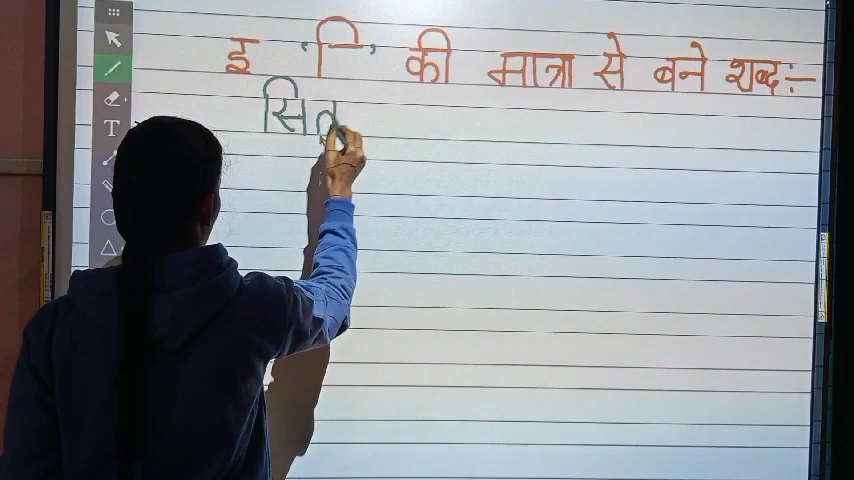 इ 'ि' की मात्रा से बने शब्द:-
सित